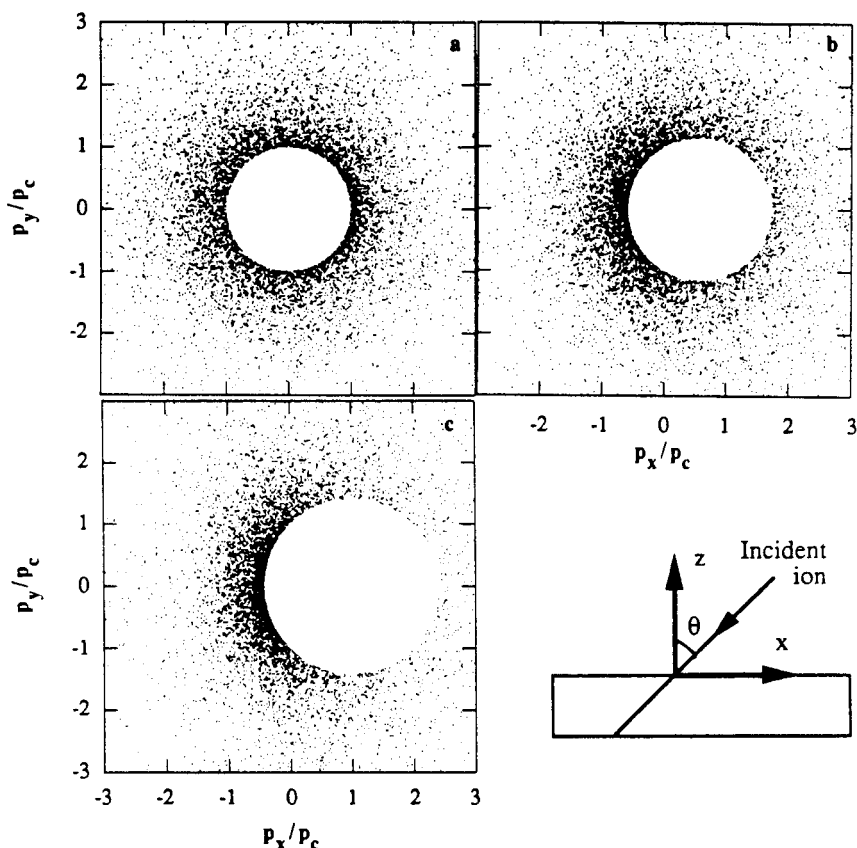 3
a
b
2
1
0
-1
-2
p_y/p_c
-2 -1 0 1 2 3
p_x/p_c
c
2
1
0
-1
-2
-3
p_y/p_c
-3 -2 -1 0 1 2 3
p_x/p_c
Incident
ion
z
θ
x